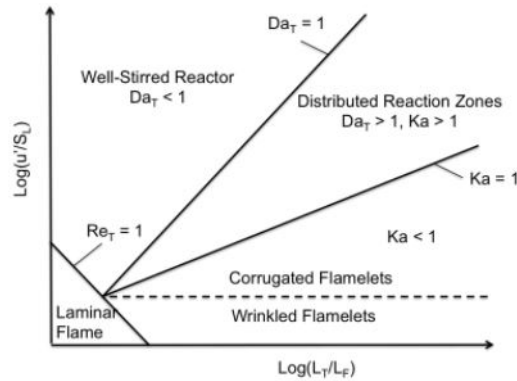 Da_T = 1
Well-Stirred Reactor
Da_T < 1
Distributed Reaction Zones
Da_T > 1, Ka > 1
Log(u'/S_L)
Ka = 1
Re_T = 1
Ka < 1
Corrugated Flamelets
Laminar
Flame
Wrinkled Flamelets
Log(L_T/L_F)